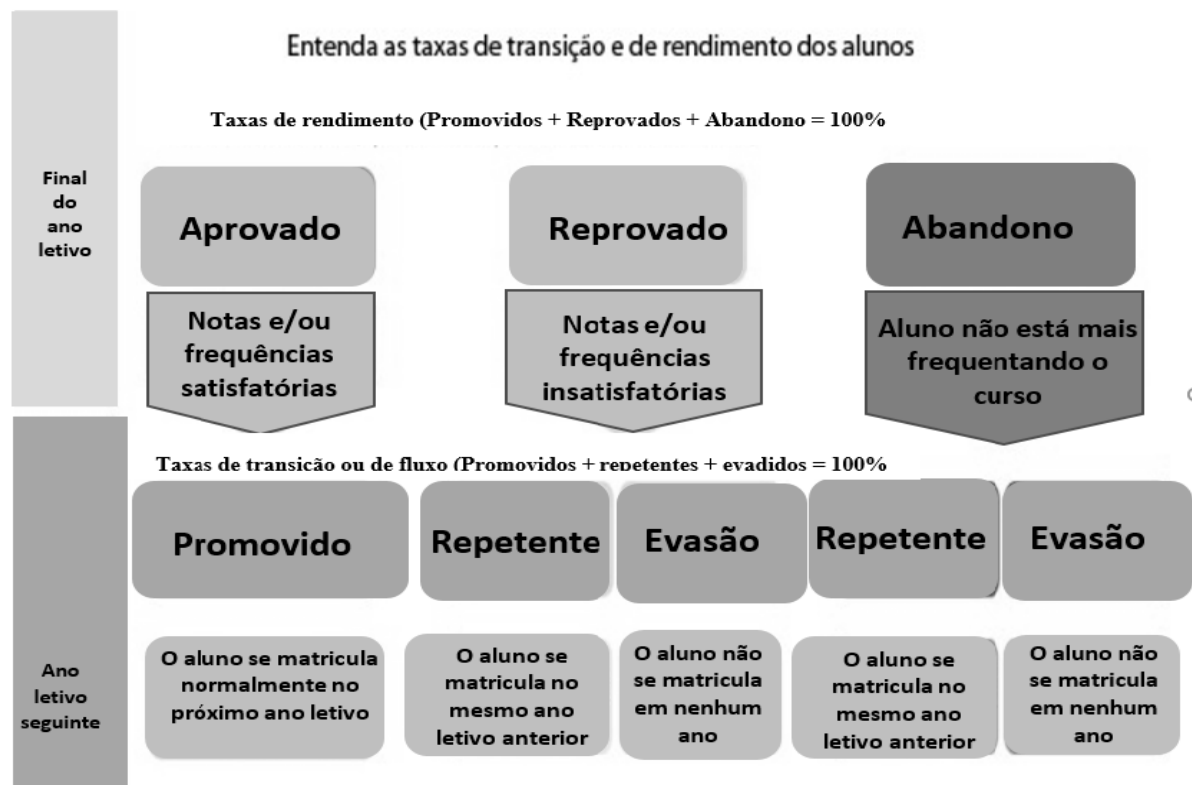 Entenda as taxas de transição e de rendimento dos alunos
Taxas de rendimento (Promovidos + Reprovados + Abandono = 100%
Final
do
ano
letivo
Aprovado
Reprovado
Abandono
Notas e/ou
frequências
satisfatórias
Notas e/ou
frequências
insatisfatórias
Aluno não está mais
frequentando o
curso
Taxas de transição ou de fluxo (Promovidos + repetentes + evadidos = 100%
Promovido
Repetente
Evasão
Repetente
Evasão
Ano
letivo
seguinte
O aluno se matricula
normalmente no
próximo ano letivo
O aluno se
matricula no
mesmo ano
letivo anterior
O aluno não
se matricula
em nenhum
ano
O aluno se
matricula no
mesmo ano
letivo anterior
O aluno não
se matricula
em nenhum
ano